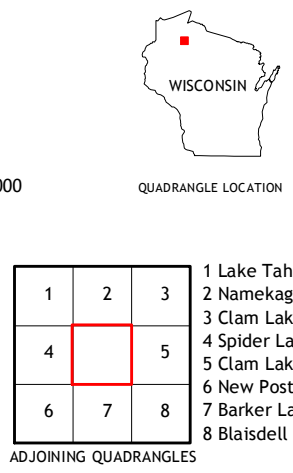 WISCONSIN
000
QUADRANGLE LOCATION
1 2 3
4 5
6 7 8
ADJOINING QUADRANGLES
1 Lake Tah
2 Namekag
3 Clam Lak
4 Spider La
5 Clam Lak
6 New Post
7 Barker La
8 Blaisdell